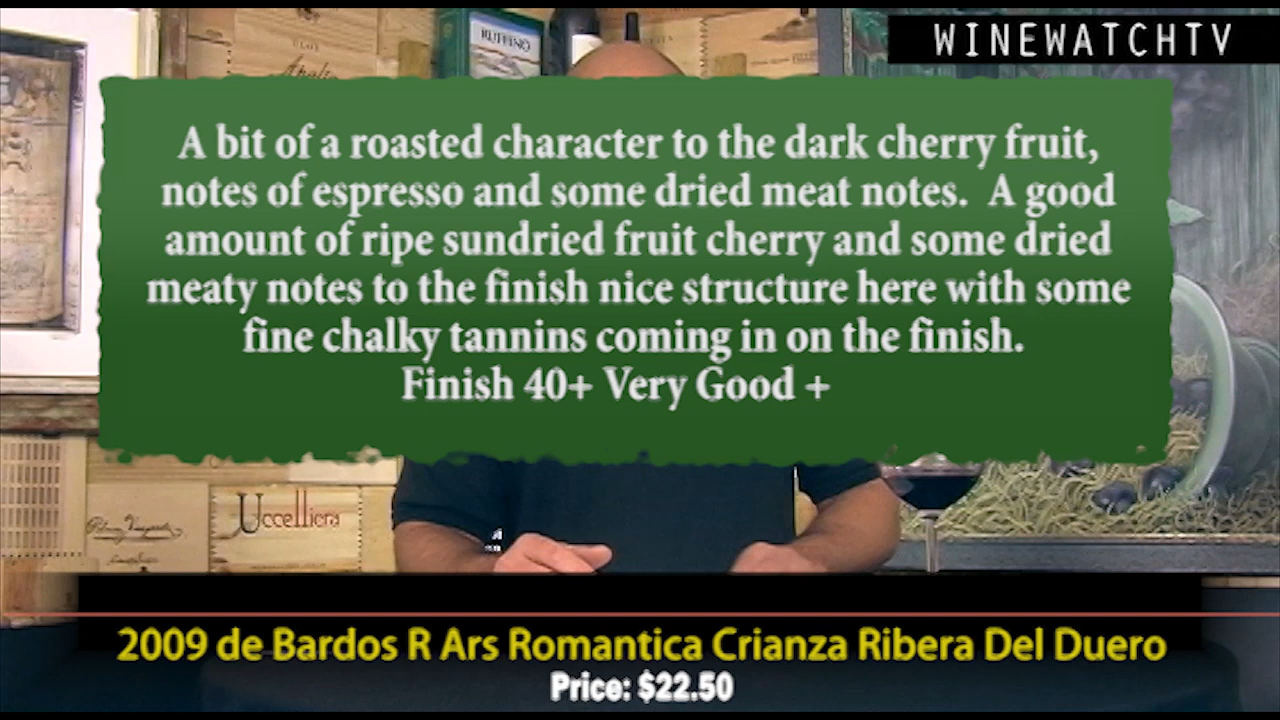 WINEWATCHTV
A bit of a roasted character to the dark cherry fruit,
notes of espresso and some dried meat notes. A good
amount of ripe sundried fruit cherry and some dried
meaty notes to the finish nice structure here with some
fine chalky tannins coming in on the finish.
Finish 40+ Very Good +
Uccelliera
2009 de Bardos R Ars Romantica Crianza Ribera Del Duero
Price: $22.50